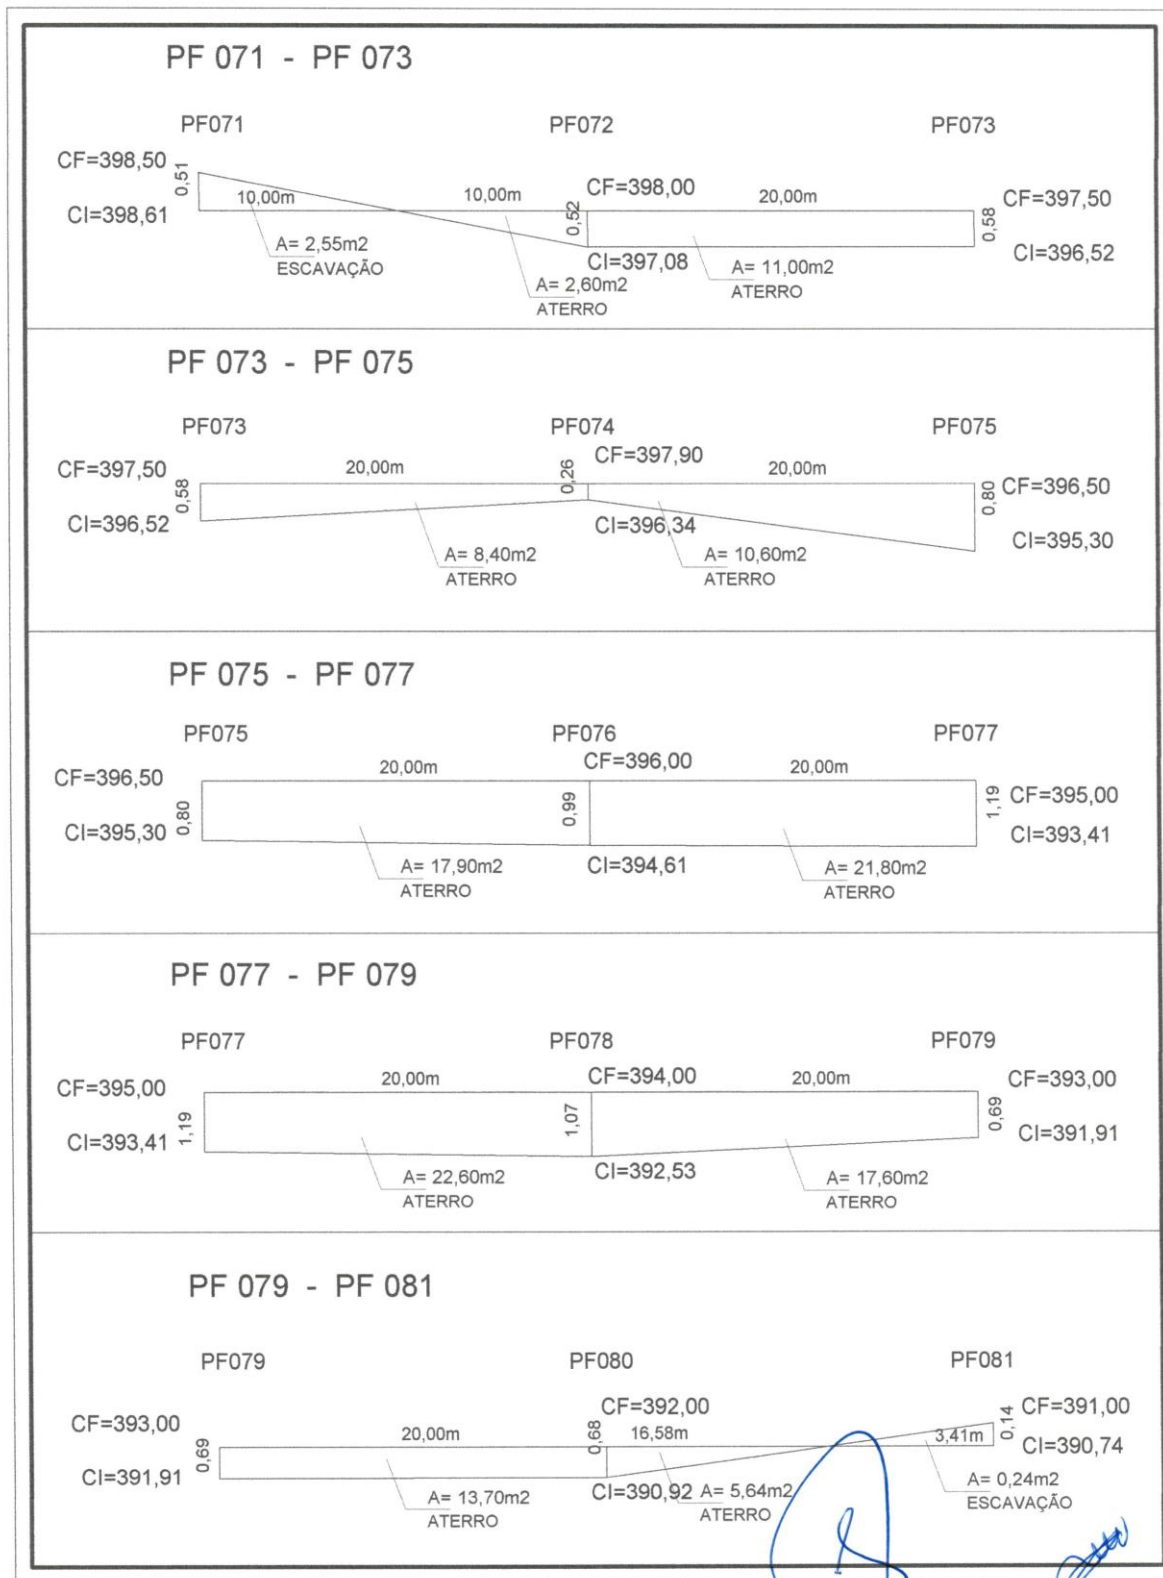 PF 071 - PF 073
PF071
PF072
PF073
CF=398,50
0,51
CI=398,61
10,00m
10,00m
CF=398,00
0,52
CI=397,08
20,00m
CF=397,50
0,58
CI=396,52
A= 2,55m2
ESCAVAÇÃO
A= 2,60m2
ATERRO
A= 11,00m2
ATERRO
PF 073 - PF 075
PF073
PF074
PF075
CF=397,50
0,58
CI=396,52
20,00m
0,26
CF=397,90
CI=396,34
20,00m
0,80
CF=396,50
CI=395,30
A= 8,40m2
ATERRO
A= 10,60m2
ATERRO
PF 075 - PF 077
PF075
PF076
PF077
CF=396,50
0,80
CI=395,30
20,00m
CF=396,00
0,99
CI=394,61
20,00m
1,19
CF=395,00
CI=393,41
A= 17,90m2
ATERRO
A= 21,80m2
ATERRO
PF 077 - PF 079
PF077
PF078
PF079
CF=395,00
1,19
CI=393,41
20,00m
CF=394,00
1,07
CI=392,53
20,00m
0,69
CF=393,00
CI=391,91
A= 22,60m2
ATERRO
A= 17,60m2
ATERRO
PF 079 - PF 081
PF079
PF080
PF081
CF=393,00
0,69
CI=391,91
20,00m
CF=392,00
0,68
CI=390,92
16,58m
3,41m
0,14
CF=391,00
CI=390,74
A= 13,70m2
ATERRO
A= 5,64m2
ATERRO
A= 0,24m2
ESCAVAÇÃO